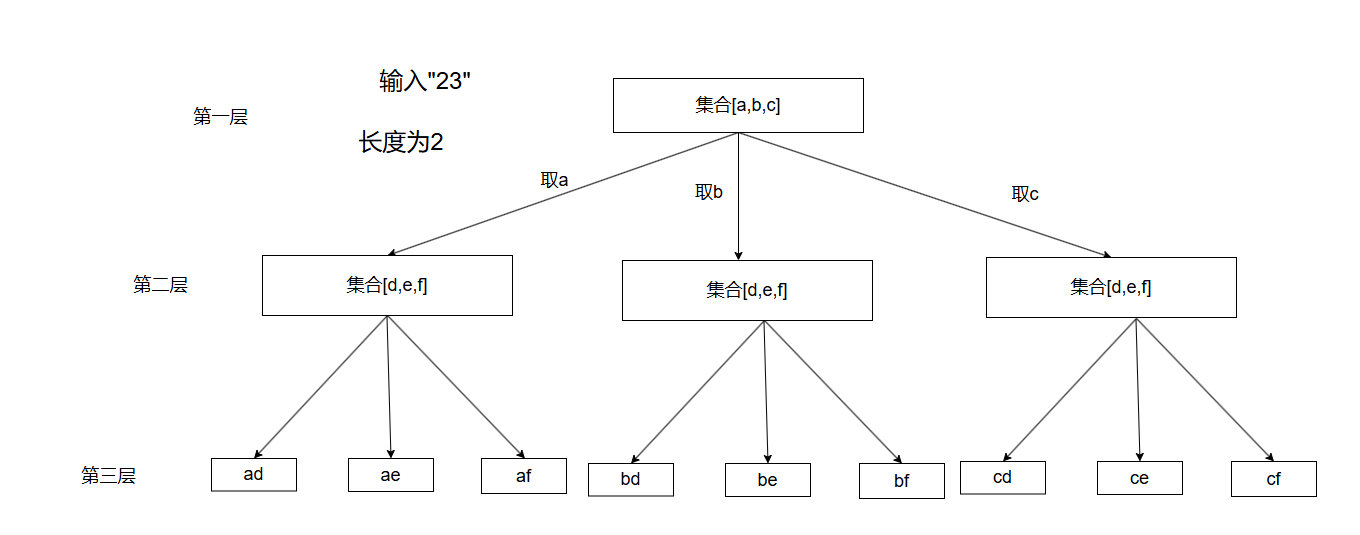 输入"23"
集合[a,b,c]
第一层
长度为2
取a
取b
取c
第二层
集合[d,e,f]
集合[d,e,f]
集合[d,e,f]
第三层
ad
ae
af
bd
be
bf
cd
ce
cf